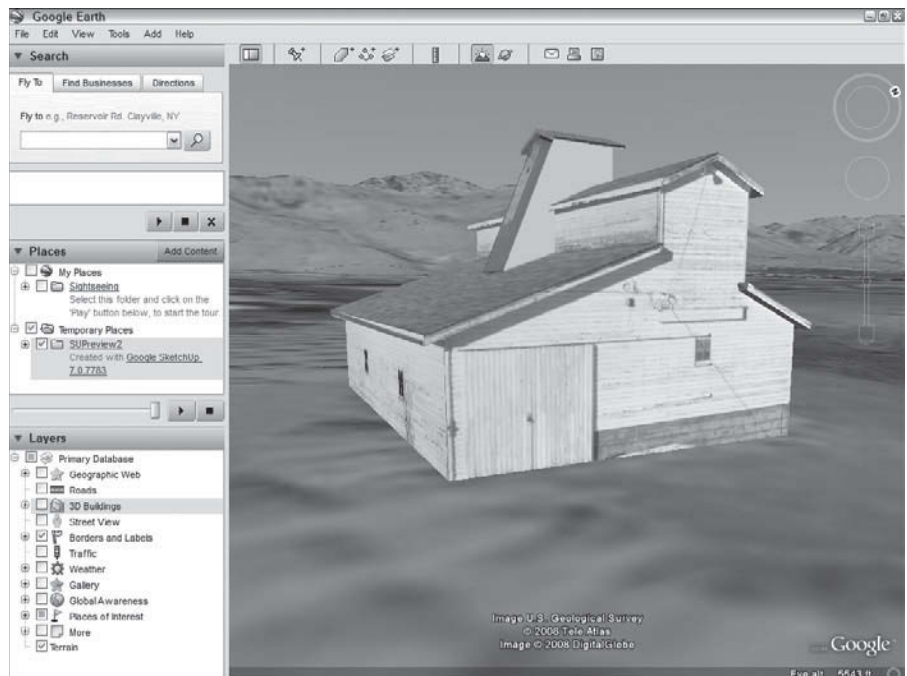 Google Earth
File Edit View Tools Add Help
Search
Fly To Find Businesses Directions
Fly to e.g., Reservoir Rd. Clayville, NY
Places Add Content
My Places
Sightseeing
Select this folder and click on the
'Play' button below, to start the tour.
Temporary Places
SUPreview2
Created with Google SketchUp
7.0.7783
Layers
Primary Database
Geographic Web
Roads
3D Buildings
Street View
Borders and Labels
Traffic
Weather
Gallery
Global Awareness
Places of Interest
More
Terrain
Image U.S. Geological Survey
© 2008 Tele Atlas
Image © 2008 DigitalGlobe
Google
Eye alt 5543 ft